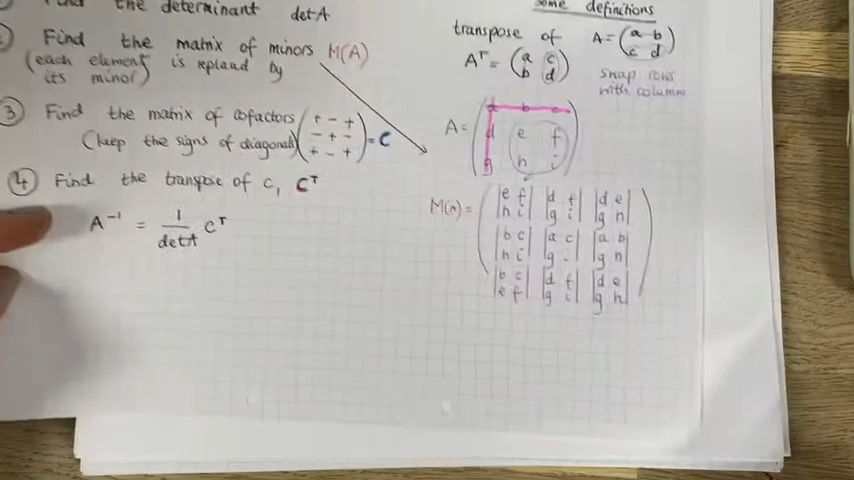 the determinant det A
Find the matrix of minors M(A)
(each element is replaed by
its minor)
③ Find the matrix of cofactors
(keep the signs of diagonals) (+ − + / − + − / + − +) = C
④ Find the transpose of C, Cᵀ
A⁻¹ = 1/detA Cᵀ
some definitions
transpose of A = (a b / c d)
Aᵀ = (a c / b d)
swap rows
with columns
A = (a b c / d e f / g h i)
M(A) =
|e f / h i| |d f / g i| |d e / g h|
|b c / h i| |a c / g i| |a b / g h|
|b c / e f| |d f / g i| |d e / g h|